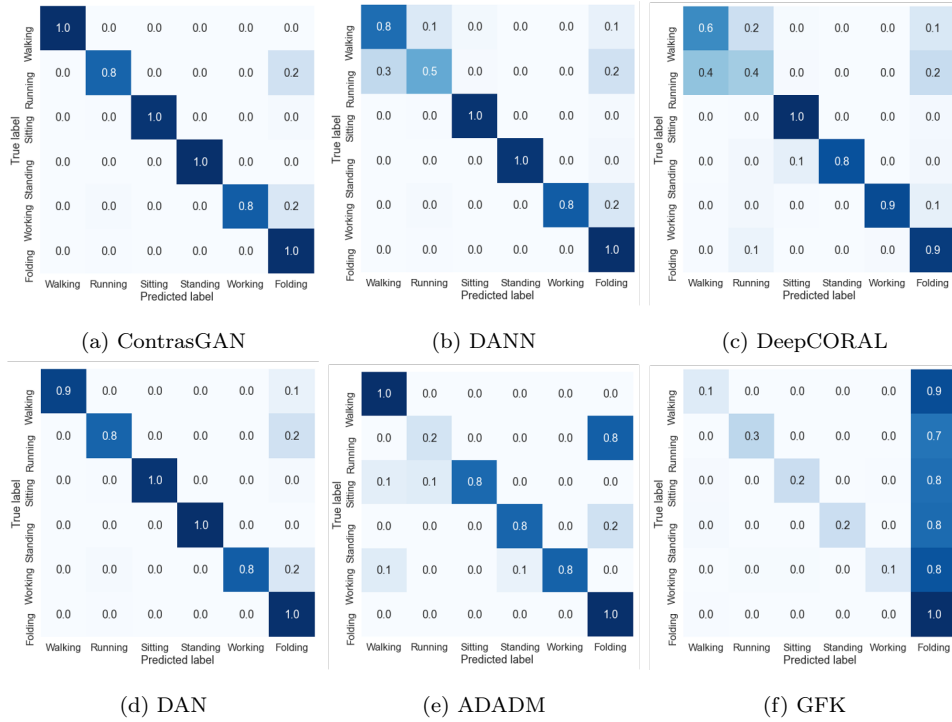 True label
Walking 1.0 0.0 0.0 0.0 0.0 0.0
Running 0.0 0.8 0.0 0.0 0.0 0.2
Sitting 0.0 0.0 1.0 0.0 0.0 0.0
Standing 0.0 0.0 0.0 1.0 0.0 0.0
Working 0.0 0.0 0.0 0.0 0.8 0.2
Folding 0.0 0.0 0.0 0.0 0.0 1.0
Walking Running Sitting Standing Working Folding
Predicted label
(a) ContrasGAN
True label
Walking 0.8 0.1 0.0 0.0 0.0 0.1
Running 0.3 0.5 0.0 0.0 0.0 0.2
Sitting 0.0 0.0 1.0 0.0 0.0 0.0
Standing 0.0 0.0 0.0 1.0 0.0 0.0
Working 0.0 0.0 0.0 0.0 0.8 0.2
Folding 0.0 0.0 0.0 0.0 0.0 1.0
Walking Running Sitting Standing Working Folding
Predicted label
(b) DANN
True label
Walking 0.6 0.2 0.0 0.0 0.0 0.1
Running 0.4 0.4 0.0 0.0 0.0 0.2
Sitting 0.0 0.0 1.0 0.0 0.0 0.0
Standing 0.0 0.0 0.1 0.8 0.0 0.0
Working 0.0 0.0 0.0 0.0 0.9 0.1
Folding 0.0 0.1 0.0 0.0 0.0 0.9
Walking Running Sitting Standing Working Folding
Predicted label
(c) DeepCORAL
True label
Walking 0.9 0.0 0.0 0.0 0.0 0.1
Running 0.0 0.8 0.0 0.0 0.0 0.2
Sitting 0.0 0.0 1.0 0.0 0.0 0.0
Standing 0.0 0.0 0.0 1.0 0.0 0.0
Working 0.0 0.0 0.0 0.0 0.8 0.2
Folding 0.0 0.0 0.0 0.0 0.0 1.0
Walking Running Sitting Standing Working Folding
Predicted label
(d) DAN
True label
Walking 1.0 0.0 0.0 0.0 0.0 0.0
Running 0.0 0.2 0.0 0.0 0.0 0.8
Sitting 0.1 0.1 0.8 0.0 0.0 0.0
Standing 0.0 0.0 0.0 0.8 0.0 0.2
Working 0.1 0.0 0.0 0.1 0.8 0.0
Folding 0.0 0.0 0.0 0.0 0.0 1.0
Walking Running Sitting Standing Working Folding
Predicted label
(e) ADADM
True label
Walking 0.1 0.0 0.0 0.0 0.0 0.9
Running 0.0 0.3 0.0 0.0 0.0 0.7
Sitting 0.0 0.0 0.2 0.0 0.0 0.8
Standing 0.0 0.0 0.0 0.2 0.0 0.8
Working 0.0 0.0 0.0 0.0 0.1 0.8
Folding 0.0 0.0 0.0 0.0 0.0 1.0
Walking Running Sitting Standing Working Folding
Predicted label
(f) GFK